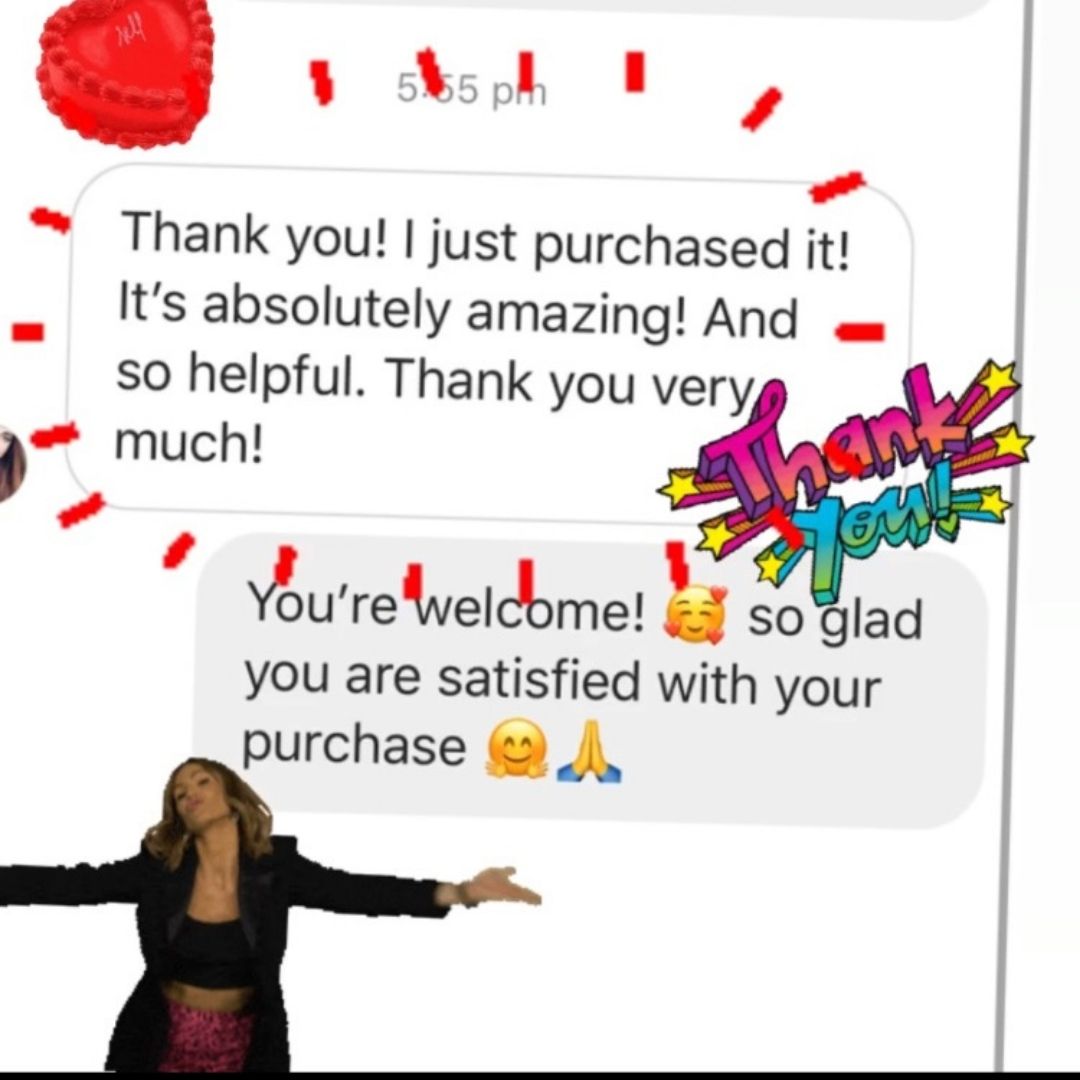 5:55 pm
Thank you! I just purchased it!
It's absolutely amazing! And
so helpful. Thank you very
much!
Thank
You!
You're welcome! 🥰 so glad
you are satisfied with your
purchase 🤗🙏